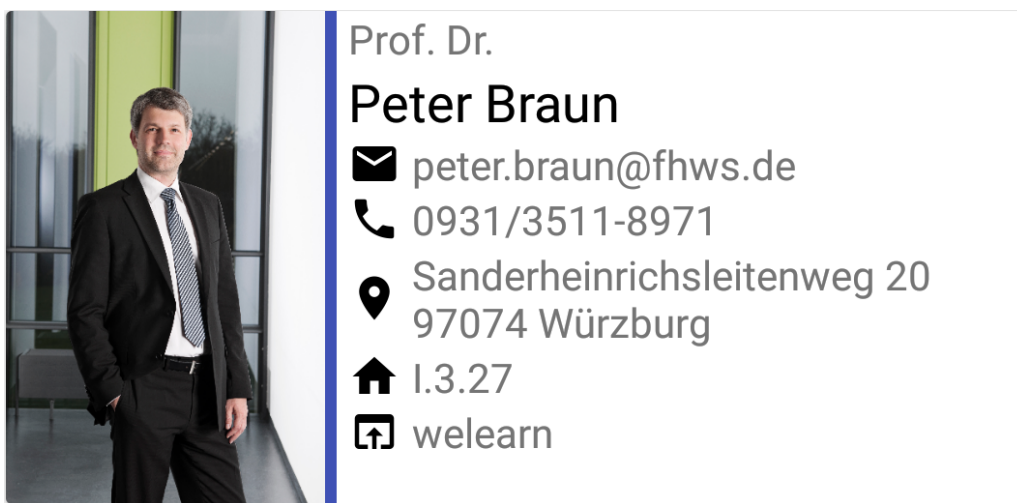 Prof. Dr.
Peter Braun
peter.braun@fhws.de
0931/3511-8971
Sanderheinrichsleitenweg 20
97074 Würzburg
I.3.27
welearn